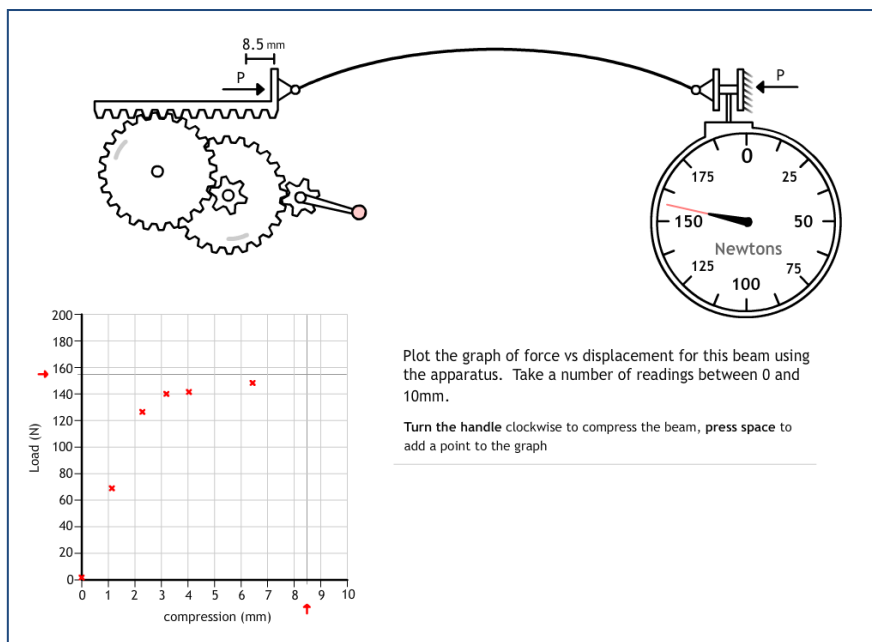 8.5 mm
P
P
0
175
25
150
50
Newtons
125
75
100
200
180
160
140
120
100
80
60
40
20
0
Load (N)
0 1 2 3 4 5 6 7 8 9 10
compression (mm)
Plot the graph of force vs displacement for this beam using
the apparatus. Take a number of readings between 0 and
10mm.
Turn the handle clockwise to compress the beam, press space to
add a point to the graph